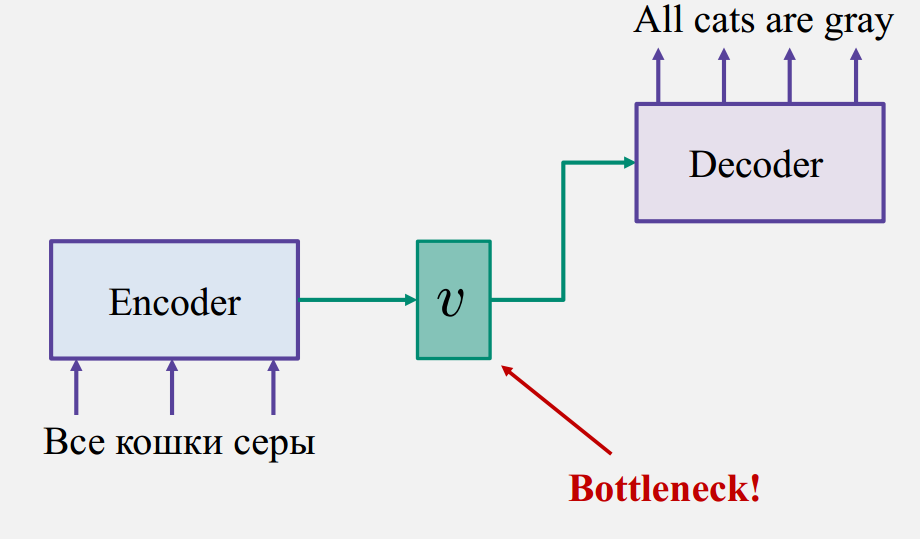 All cats are gray
Decoder
Encoder
v
Все кошки серы
Bottleneck!